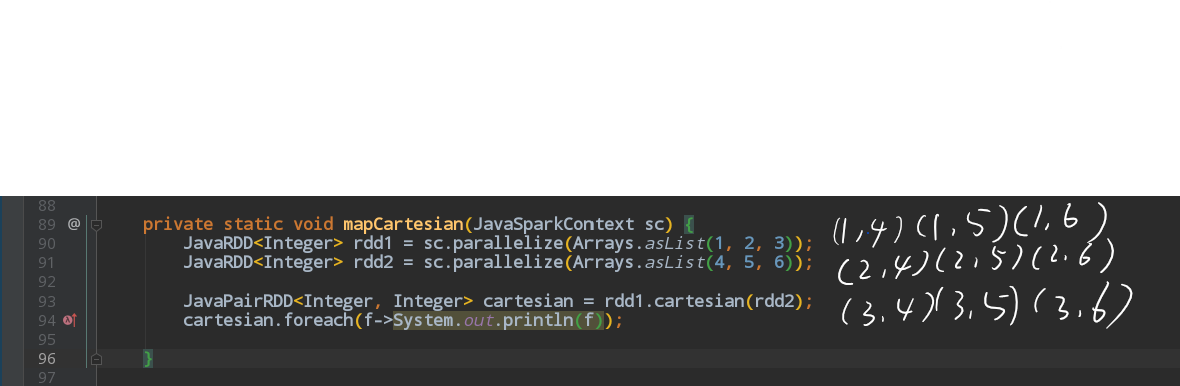 88
89 @ private static void mapCartesian(JavaSparkContext sc) { (1,4)(1,5)(1,6)
90 JavaRDD<Integer> rdd1 = sc.parallelize(Arrays.asList(1, 2, 3));
91 JavaRDD<Integer> rdd2 = sc.parallelize(Arrays.asList(4, 5, 6)); (2,4)(2,5)(2,6)
92
93 JavaPairRDD<Integer, Integer> cartesian = rdd1.cartesian(rdd2); (3,4)(3,5)(3,6)
94 cartesian.foreach(f->System.out.println(f));
95
96 }
97